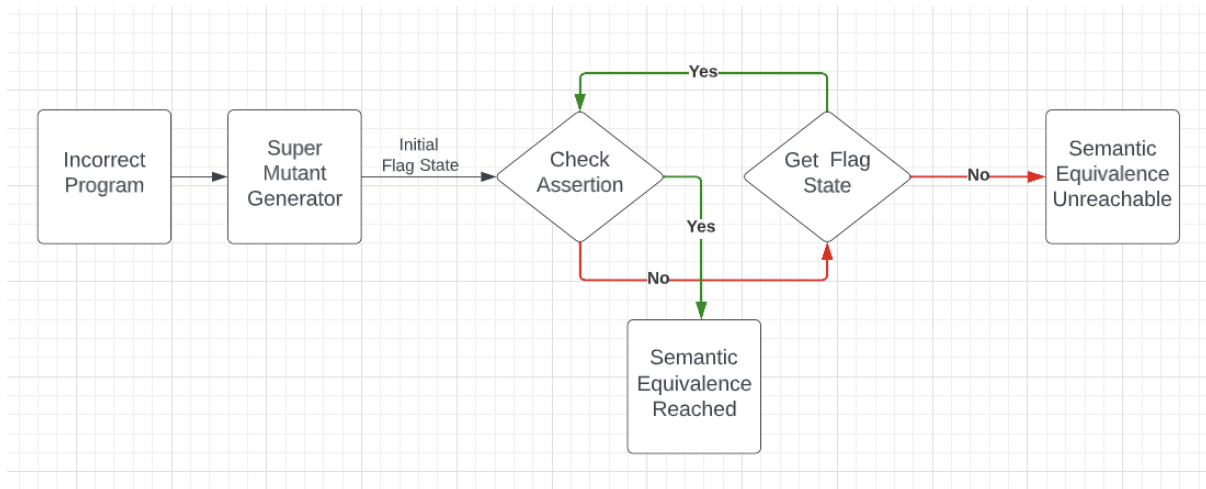 Incorrect
Program
Super
Mutant
Generator
Initial
Flag State
Check
Assertion
Yes
Get Flag
State
No
Semantic
Equivalence
Unreachable
Yes
No
Semantic
Equivalence
Reached